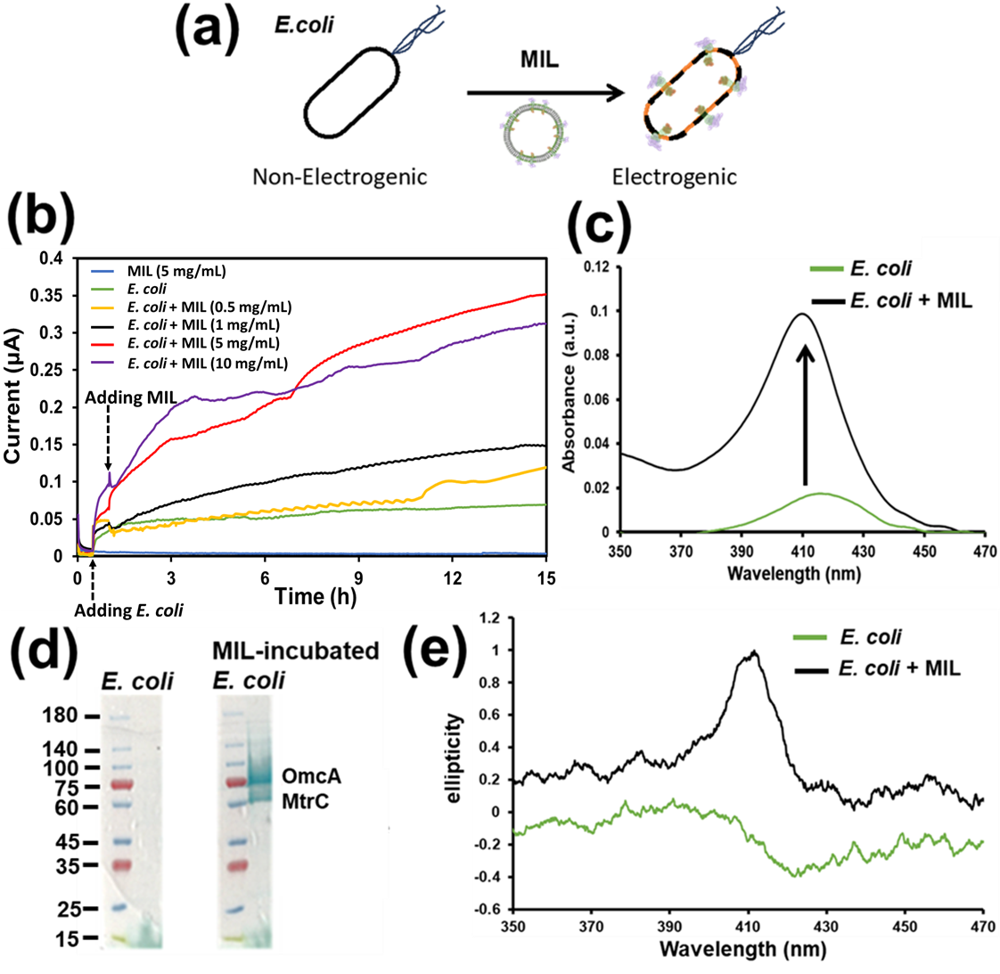 (a)
E.coli
MIL
Non-Electrogenic
Electrogenic
(b)
Current (µA)
0.4
0.35
0.3
0.25
0.2
0.15
0.1
0.05
0
MIL (5 mg/mL)
E. coli
E. coli + MIL (0.5 mg/mL)
E. coli + MIL (1 mg/mL)
E. coli + MIL (5 mg/mL)
E. coli + MIL (10 mg/mL)
Adding MIL
0 3 6 9 12 15
Time (h)
Adding E. coli
(c)
Absorbance (a.u.)
0.12
0.1
0.08
0.06
0.04
0.02
0
E. coli
E. coli + MIL
350 370 390 410 430 450 470
Wavelength (nm)
(d)
MIL-incubated
E. coli E. coli
180
140
100
75
60
45
35
25
15
OmcA
MtrC
(e)
ellipticity
1.2
1
0.8
0.6
0.4
0.2
0
-0.2
-0.4
-0.6
E. coli
E. coli + MIL
350 370 390 410 430 450 470
Wavelength (nm)